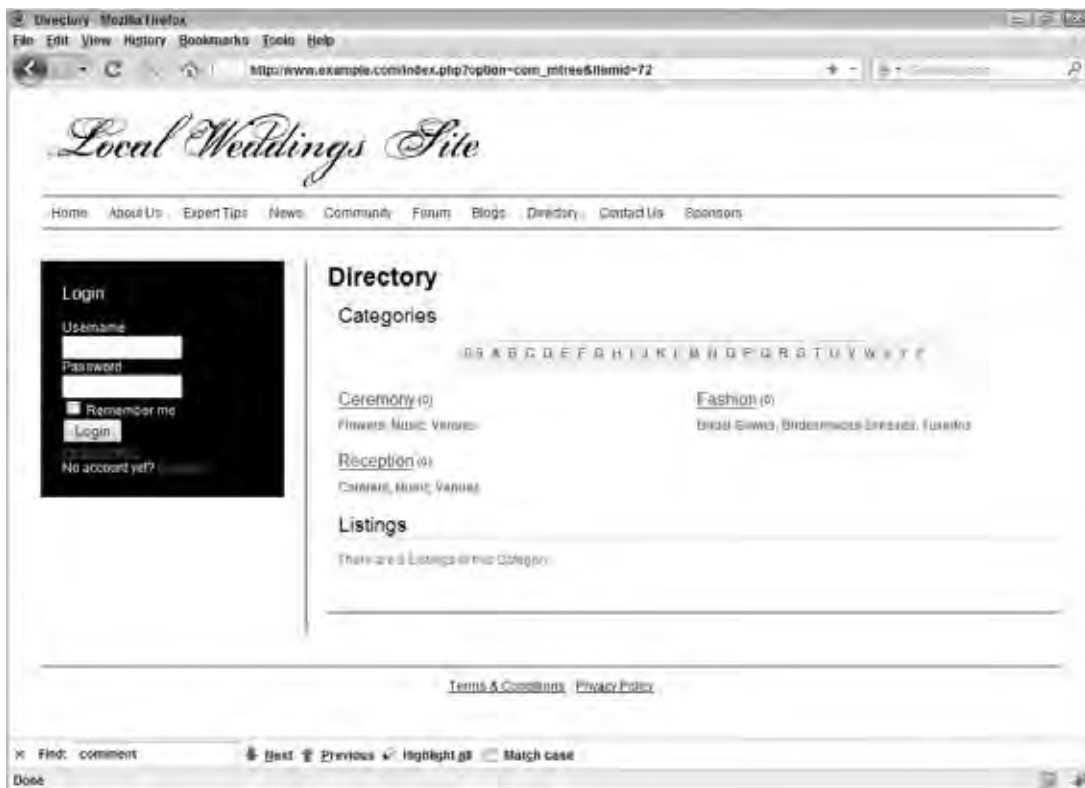 Directory - Mozilla Firefox
File Edit View History Bookmarks Tools Help
http://www.example.com/index.php?option=com_mtree&Itemid=72
Local Weddings Site
Home About Us Expert Tips News Community Forum Blogs Directory Contact Us Sponsors
Login
Username
Password
Remember me
Login
No account yet?
Directory
Categories
0-9 A B C D E F G H I J K L M N O P Q R S T U V W X Y Z
Ceremony (0)
Flowers, Music, Venues
Fashion (0)
Bridal Gowns, Bridesmaids Dresses, Tuxedos
Reception (0)
Caterers, Music, Venues
Listings
There are 0 Listings in this Category
Terms & Conditions Privacy Policy
× Find: comment Next Previous Highlight all Match case
Done